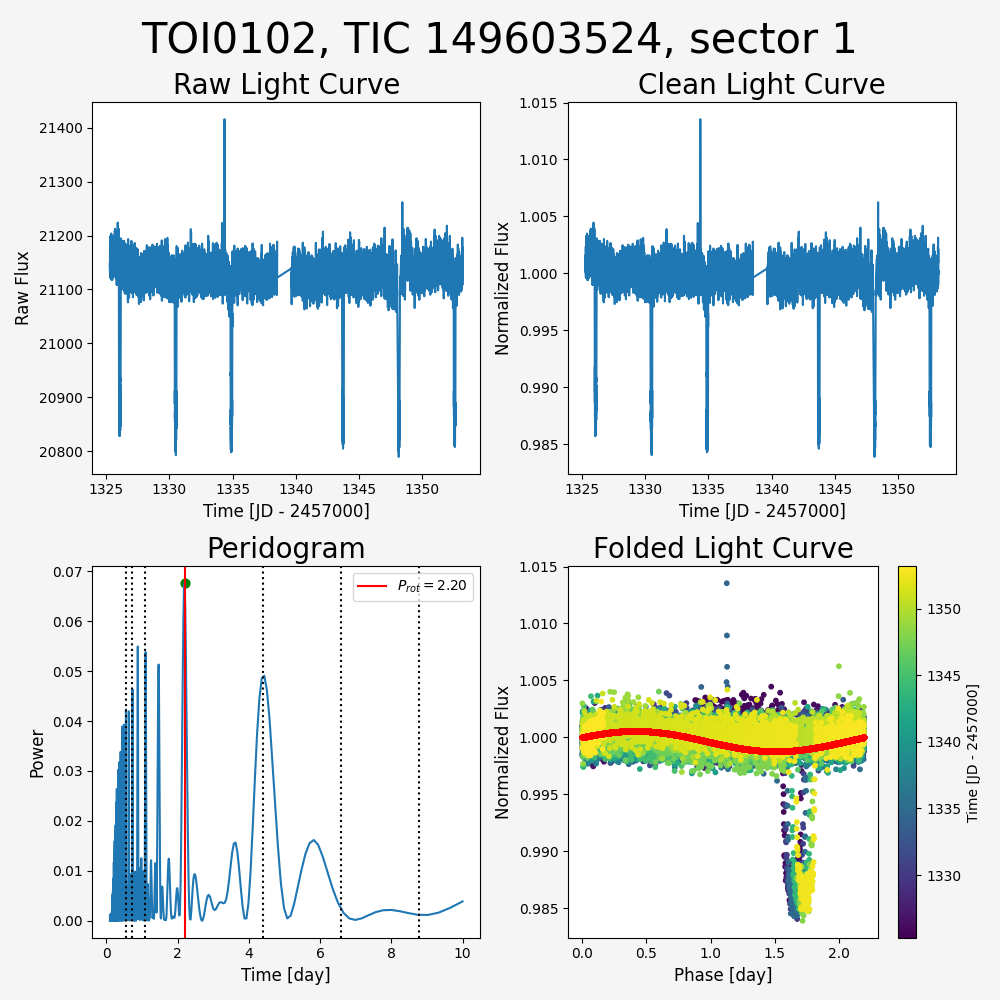 TOI0102, TIC 149603524, sector 1
Raw Light Curve
Clean Light Curve
21400
21300
21200
21100
21000
20900
20800
Raw Flux
1325 1330 1335 1340 1345 1350
Time [JD - 2457000]
1.015
1.010
1.005
1.000
0.995
0.990
0.985
Normalized Flux
1325 1330 1335 1340 1345 1350
Time [JD - 2457000]
Peridogram
Folded Light Curve
0.07
0.06
0.05
0.04
0.03
0.02
0.01
0.00
Power
P_rot = 2.20
0 2 4 6 8 10
Time [day]
1.015
1.010
1.005
1.000
0.995
0.990
0.985
Normalized Flux
0.0 0.5 1.0 1.5 2.0
Phase [day]
1350
1345
1340
1335
1330
Time [JD - 2457000]